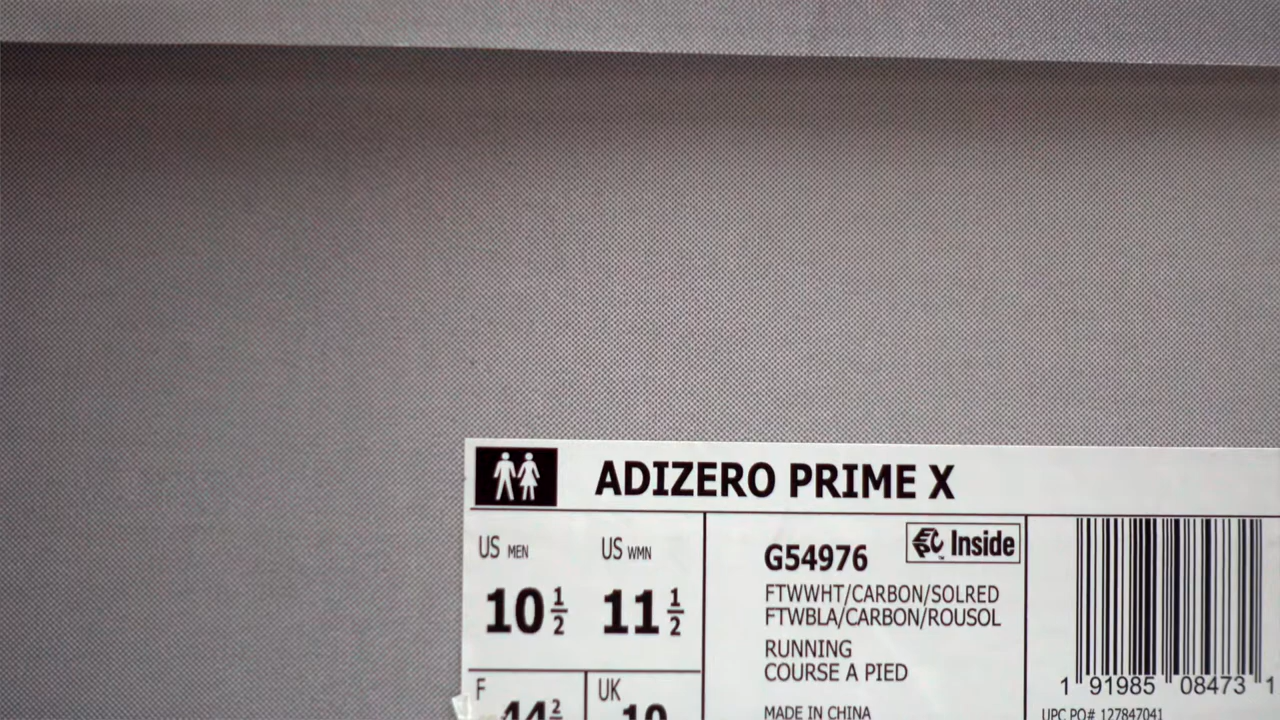 ADIZERO PRIME X
US MEN
10 1/2
US WMN
11 1/2
F
UK
G54976
Inside
FTWWHT/CARBON/SOLRED
FTWBLA/CARBON/ROUSOL
RUNNING
COURSE A PIED
MADE IN CHINA
1 91985 08473 1
UPC PO# 127847041